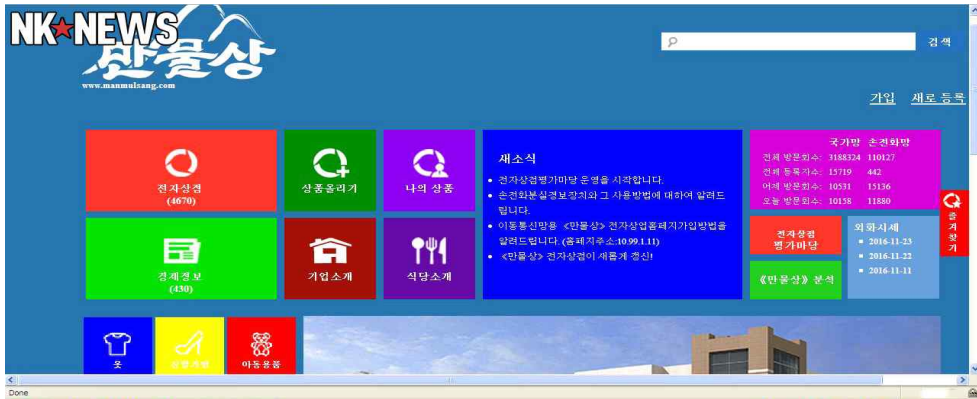 NK NEWS
만물상
www.manmulsang.com
검색
가입 새로 등록
전자상점
(4670)
상품올리기
나의 상품
경제정보
(430)
기업소개
식당소개
새소식
전자상점평가마당 운영을 시작합니다.
손전화분실경보장치와 그 사용방법에 대하여 알려드
립니다.
이동통신망용 《만물상》전자상업홈페지가입방법을
알려드립니다. (홈페지주소:10.99.1.11)
《만물상》전자상점이 새롭게 갱신!
국가망 손전화망
전체 방문회수: 3188324 110127
전체 등록자수: 15719 442
어제 방문회수: 10531 15136
오늘 방문회수: 10158 11880
전자상점
평가마당
《만물상》 분석
외화시세
2016-11-23
2016-11-22
2016-11-11
즐
겨
찾
기
옷
아동용품
Done